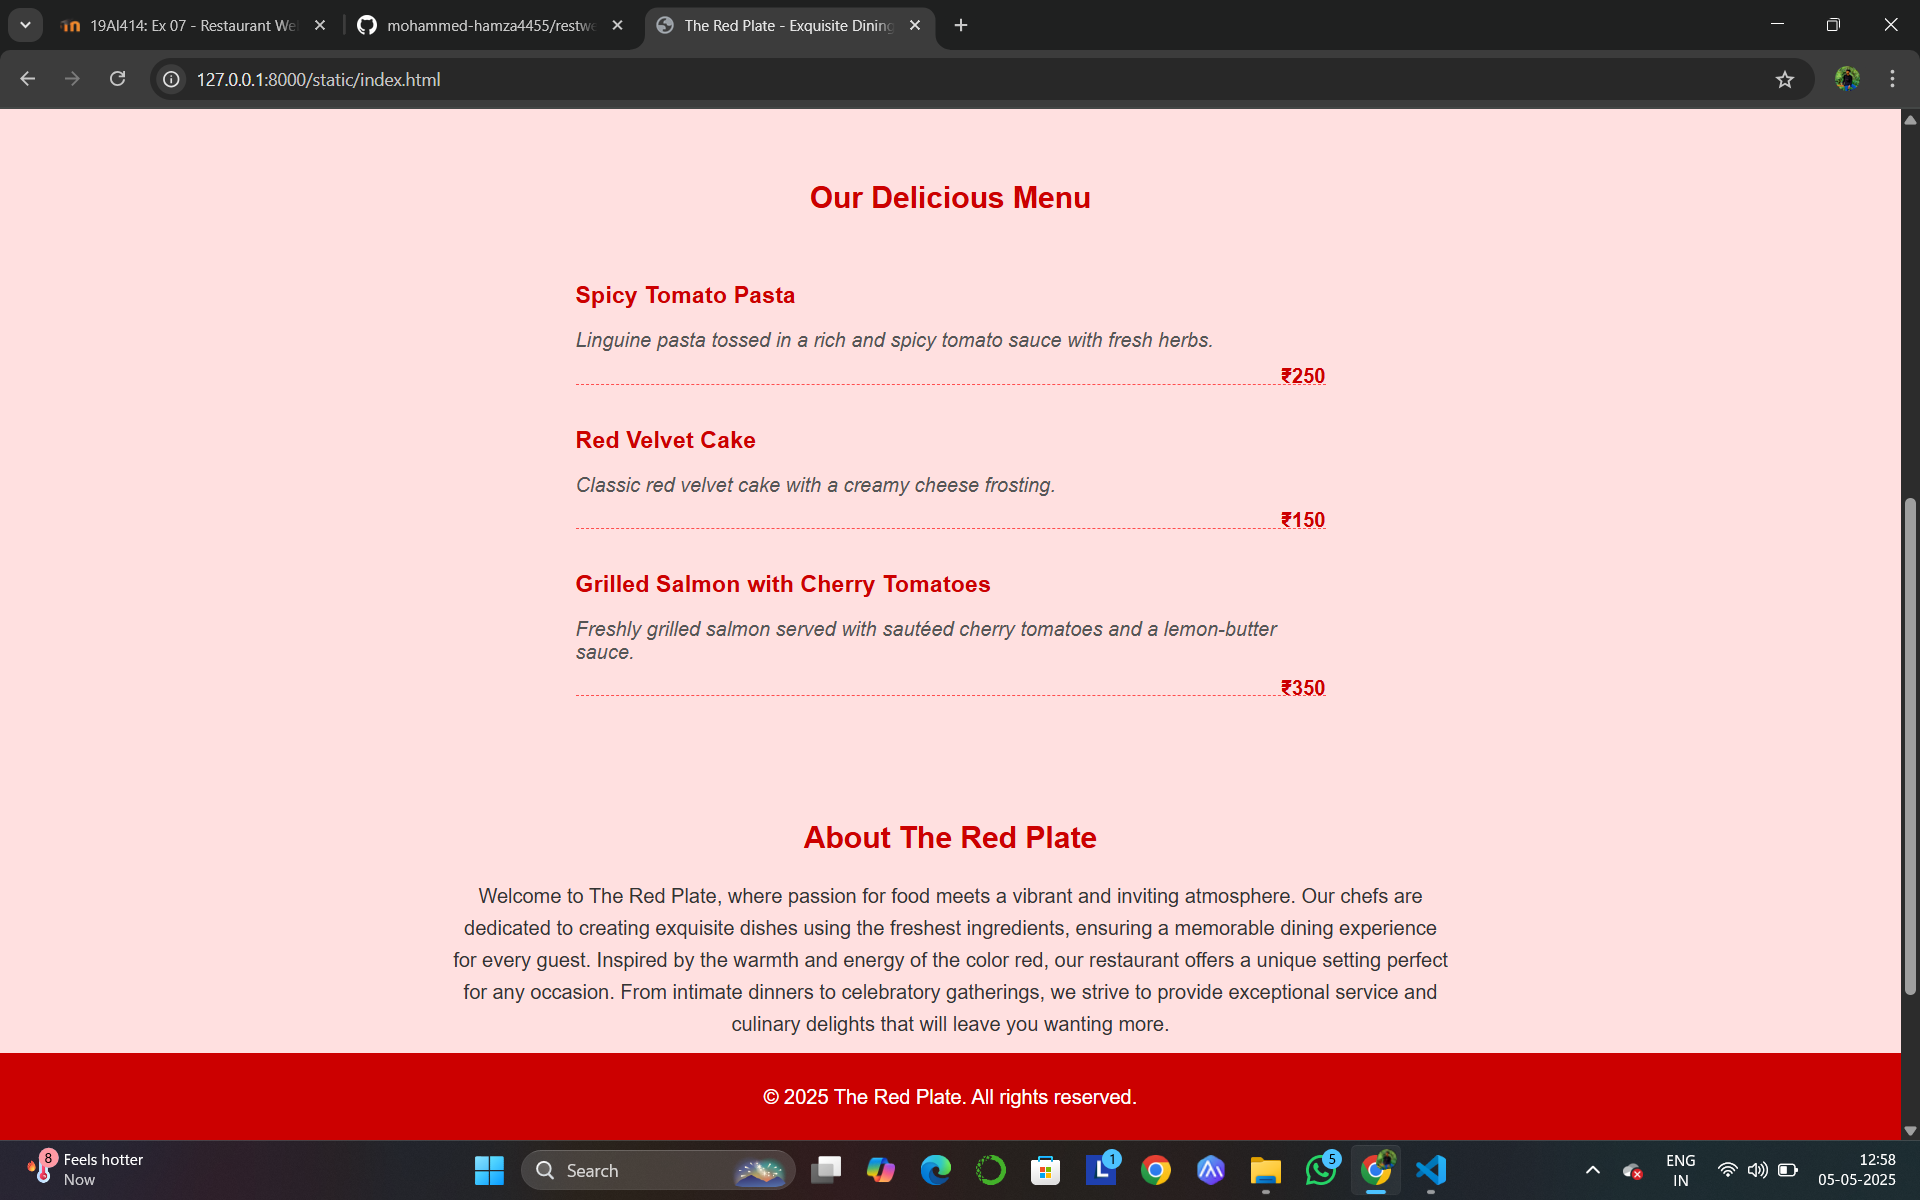 19AI414: Ex 07 - Restaurant We
mohammed-hamza4455/restwe
The Red Plate - Exquisite Dining
127.0.0.1:8000/static/index.html
Our Delicious Menu
Spicy Tomato Pasta
Linguine pasta tossed in a rich and spicy tomato sauce with fresh herbs.
₹250
Red Velvet Cake
Classic red velvet cake with a creamy cheese frosting.
₹150
Grilled Salmon with Cherry Tomatoes
Freshly grilled salmon served with sautéed cherry tomatoes and a lemon-butter
sauce.
₹350
About The Red Plate
Welcome to The Red Plate, where passion for food meets a vibrant and inviting atmosphere. Our chefs are
dedicated to creating exquisite dishes using the freshest ingredients, ensuring a memorable dining experience
for every guest. Inspired by the warmth and energy of the color red, our restaurant offers a unique setting perfect
for any occasion. From intimate dinners to celebratory gatherings, we strive to provide exceptional service and
culinary delights that will leave you wanting more.
© 2025 The Red Plate. All rights reserved.
8
Feels hotter
Now
Search
L
1
5
ENG
IN
12:58
05-05-2025